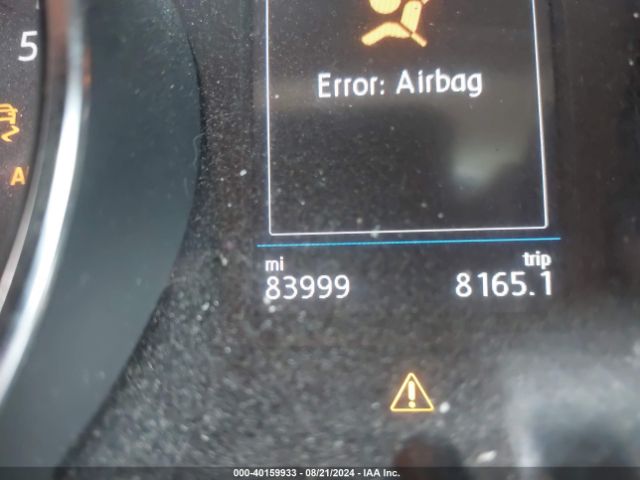 5
Error: Airbag
A
mi
trip
83999
8165.1
000-40159933 - 08/21/2024 - IAA Inc.